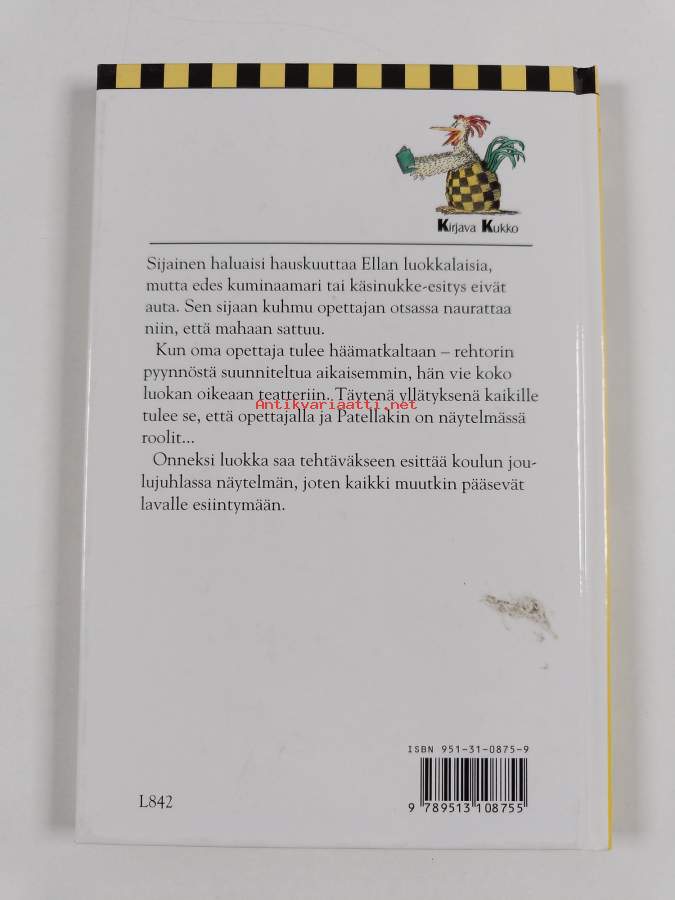 Kirjava Kukko
Sijainen haluaisi hauskuuttaa Ellan luokkalaisia,
mutta edes kuminaamari tai käsinukke-esitys eivät
auta. Sen sijaan kuhmu opettajan otsassa naurattaa
niin, että mahaan sattuu.
Kun oma opettaja tulee häämatkaltaan – rehtorin
pyynnöstä suunniteltua aikaisemmin, hän vie koko
luokan oikeaan teatteriin. Täytenä yllätyksenä kaikille
Antikvariaatti.net
tulee se, että opettajalla ja Patellakin on näytelmässä
roolit...
Onneksi luokka saa tehtäväkseen esittää koulun jou-
lujuhlassa näytelmän, joten kaikki muutkin pääsevät
lavalle esiintymään.
ISBN 951-31-0875-9
L842
9 789513 108755